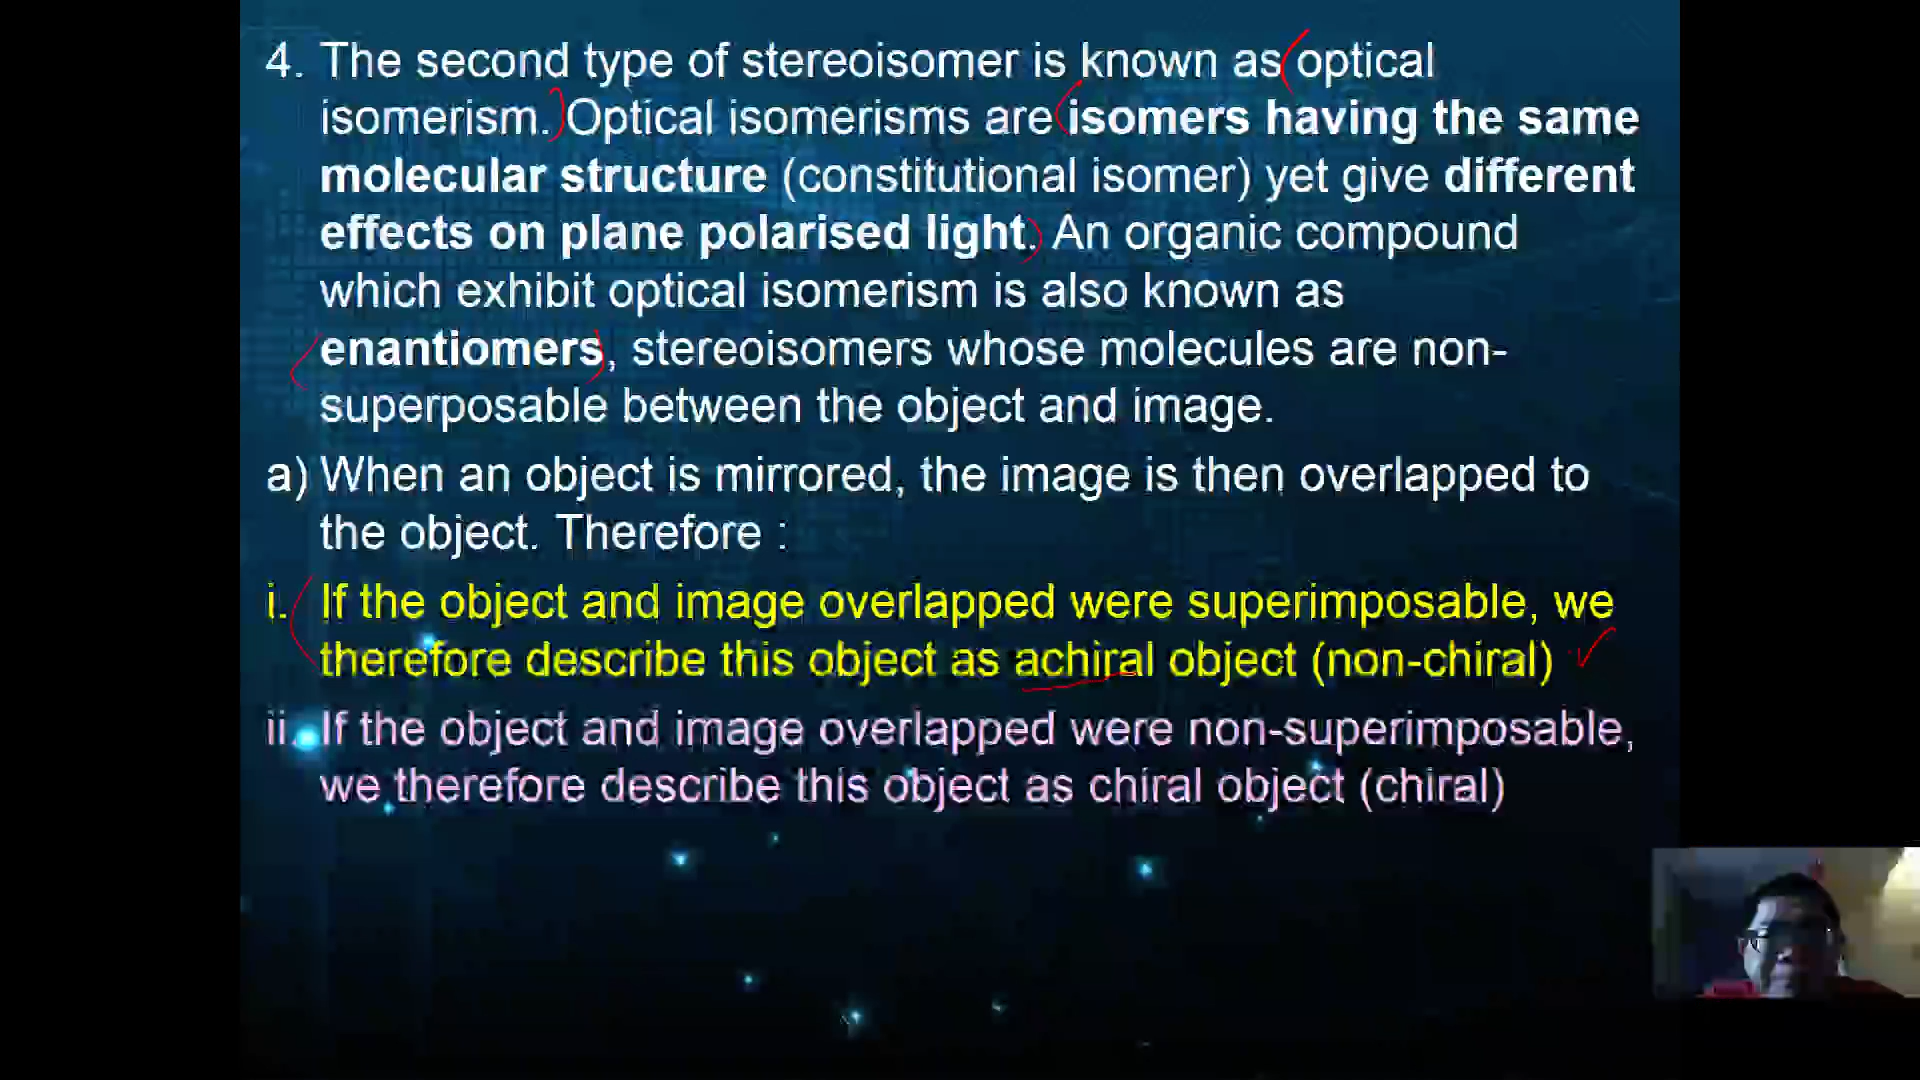 4. The second type of stereoisomer is known as optical
isomerism. Optical isomerisms are isomers having the same
molecular structure (constitutional isomer) yet give different
effects on plane polarised light. An organic compound
which exhibit optical isomerism is also known as
enantiomers, stereoisomers whose molecules are non-
superposable between the object and image.
a) When an object is mirrored, the image is then overlapped to
the object. Therefore :
i. If the object and image overlapped were superimposable, we
therefore describe this object as achiral object (non-chiral)
ii. If the object and image overlapped were non-superimposable,
we therefore describe this object as chiral object (chiral)